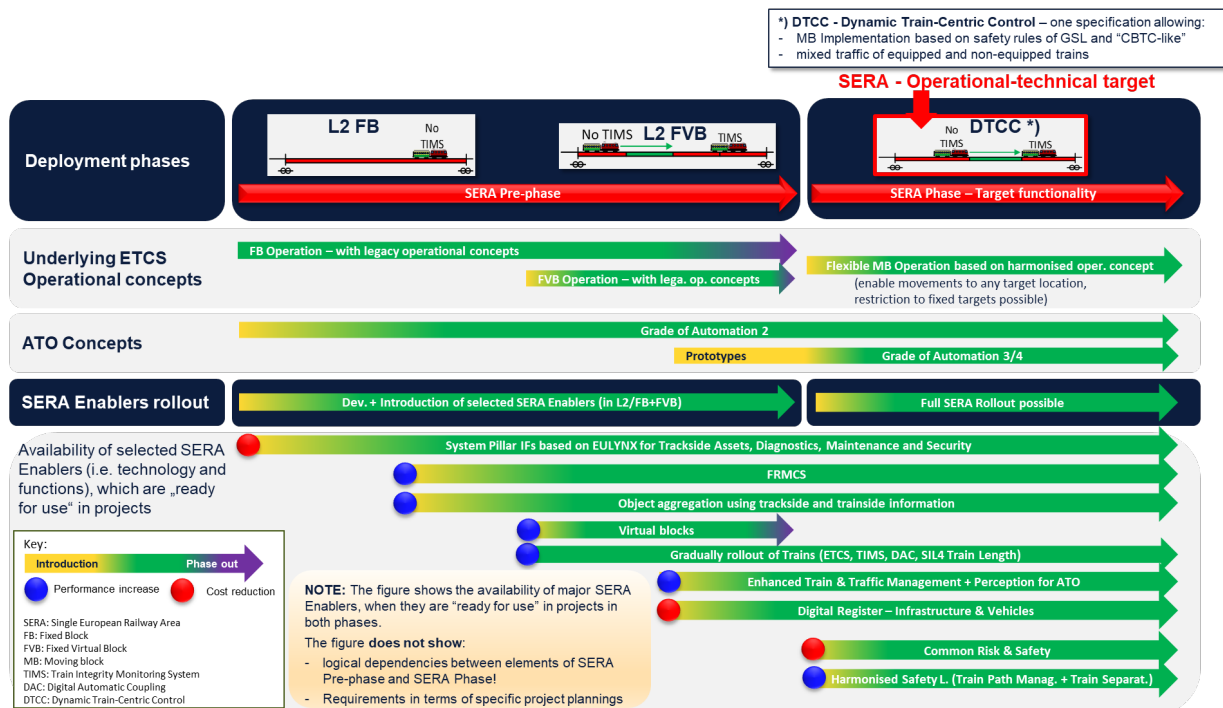 *) DTCC - Dynamic Train-Centric Control – one specification allowing:
- MB Implementation based on safety rules of GSL and “CBTC-like”
- mixed traffic of equipped and non-equipped trains
SERA - Operational-technical target
Deployment phases
L2 FB
No
TIMS
No TIMS
L2 FVB
TIMS
No
TIMS
DTCC *)
TIMS
SERA Pre-phase
SERA Phase – Target functionality
Underlying ETCS
Operational concepts
FB Operation – with legacy operational concepts
FVB Operation – with lega. op. concepts
Flexible MB Operation based on harmonised oper. concept
(enable movements to any target location,
restriction to fixed targets possible)
ATO Concepts
Grade of Automation 2
Prototypes
Grade of Automation 3/4
SERA Enablers rollout
Dev. + Introduction of selected SERA Enablers (in L2/FB+FVB)
Full SERA Rollout possible
Availability of selected SERA
Enablers (i.e. technology and
functions), which are „ready
for use“ in projects
System Pillar IFs based on EULYNX for Trackside Assets, Diagnostics, Maintenance and Security
FRMCS
Object aggregation using trackside and trainside information
Virtual blocks
Gradually rollout of Trains (ETCS, TIMS, DAC, SIL4 Train Length)
Enhanced Train & Traffic Management + Perception for ATO
Digital Register – Infrastructure & Vehicles
Common Risk & Safety
Harmonised Safety L. (Train Path Manag. + Train Separat.)
Key:
Introduction
Phase out
Performance increase
Cost reduction
SERA: Single European Railway Area
FB: Fixed Block
FVB: Fixed Virtual Block
MB: Moving block
TIMS: Train Integrity Monitoring System
DAC: Digital Automatic Coupling
DTCC: Dynamic Train-Centric Control
NOTE: The figure shows the availability of major SERA
Enablers, when they are “ready for use” in projects in
both phases.
The figure does not show:
- logical dependencies between elements of SERA
Pre-phase and SERA Phase!
- Requirements in terms of specific project plannings